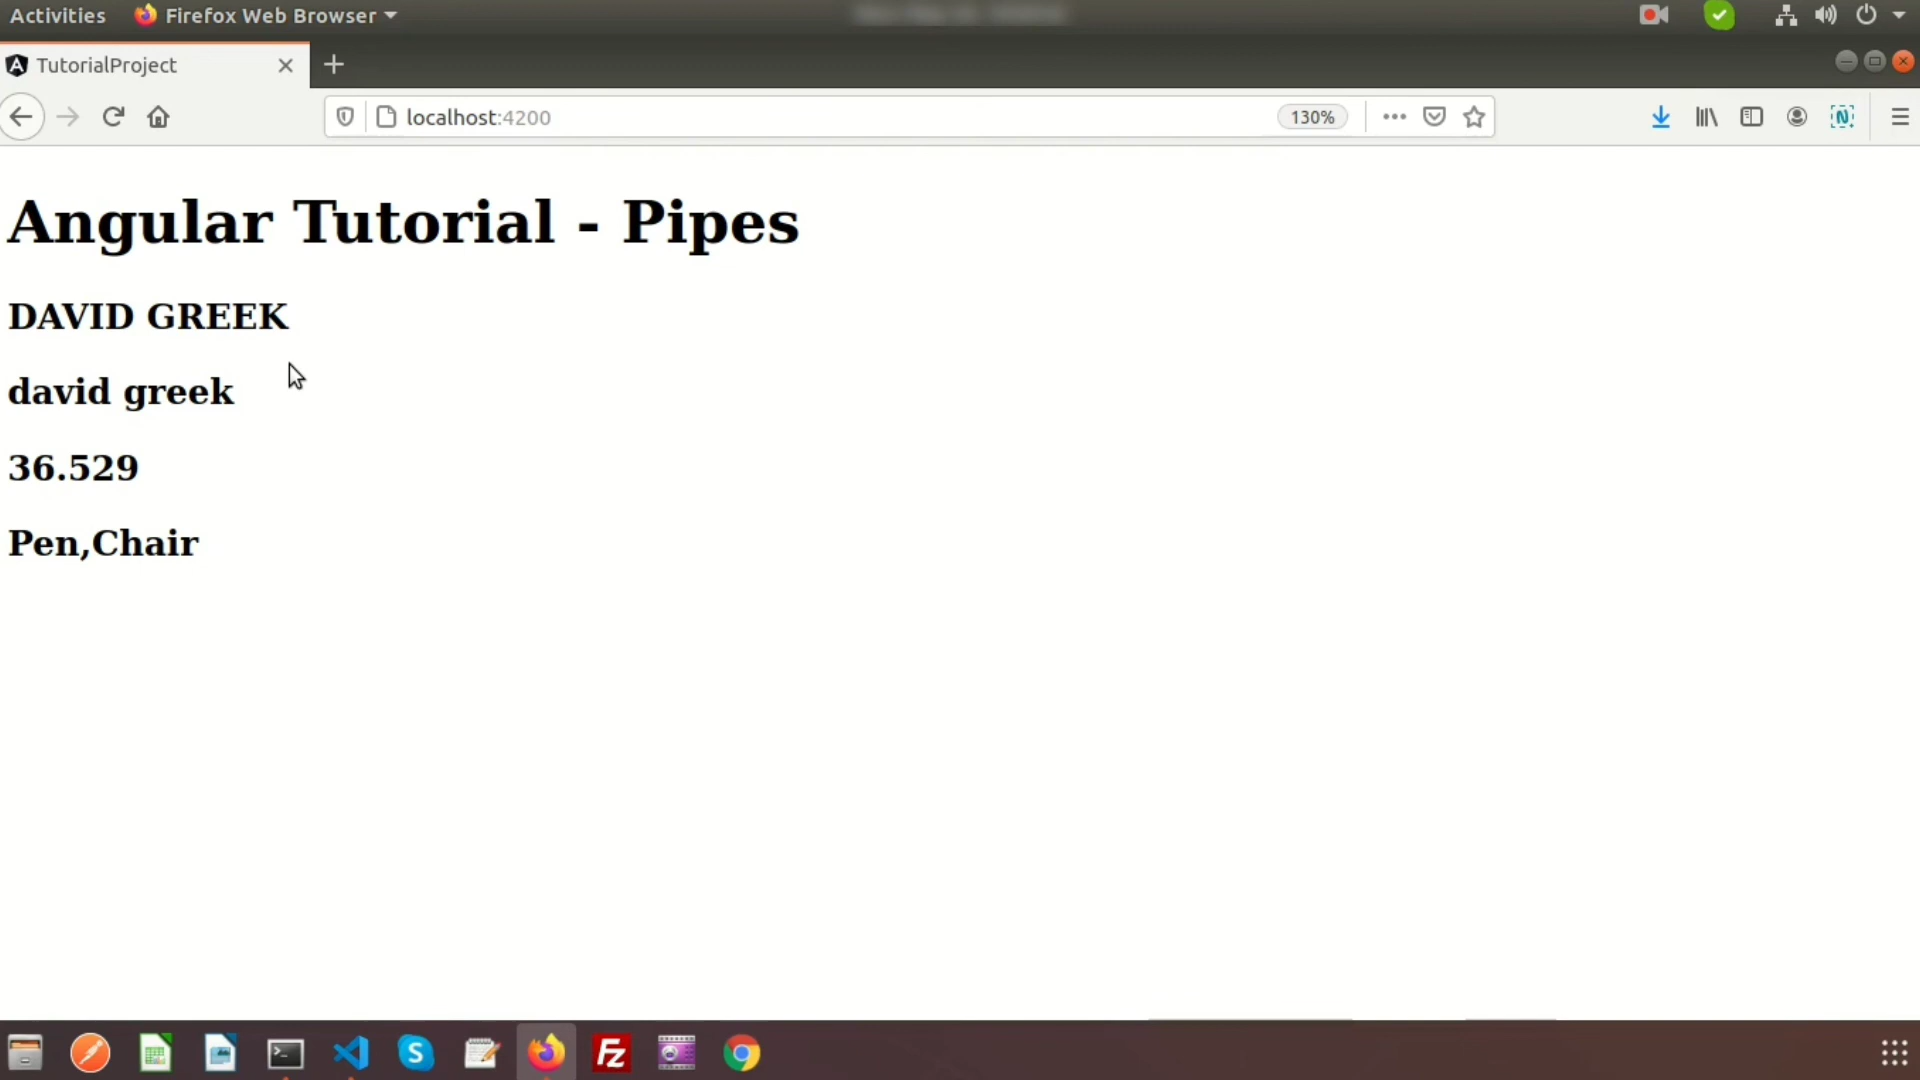 Activities Firefox Web Browser
TutorialProject
localhost:4200 130%
Angular Tutorial - Pipes
DAVID GREEK
david greek
36.529
Pen,Chair